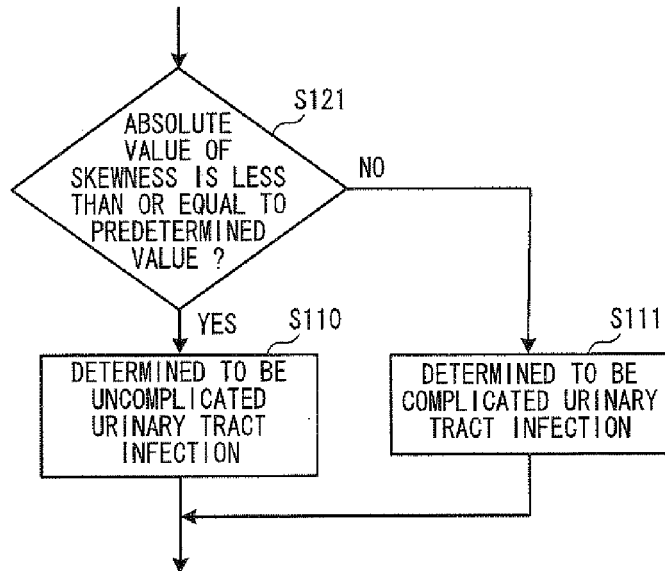 S121
ABSOLUTE
VALUE OF
SKEWNESS IS LESS
THAN OR EQUAL TO
PREDETERMINED
VALUE ?
NO
YES
S110
DETERMINED TO BE
UNCOMPLICATED
URINARY TRACT
INFECTION
S111
DETERMINED TO BE
COMPLICATED URINARY
TRACT INFECTION